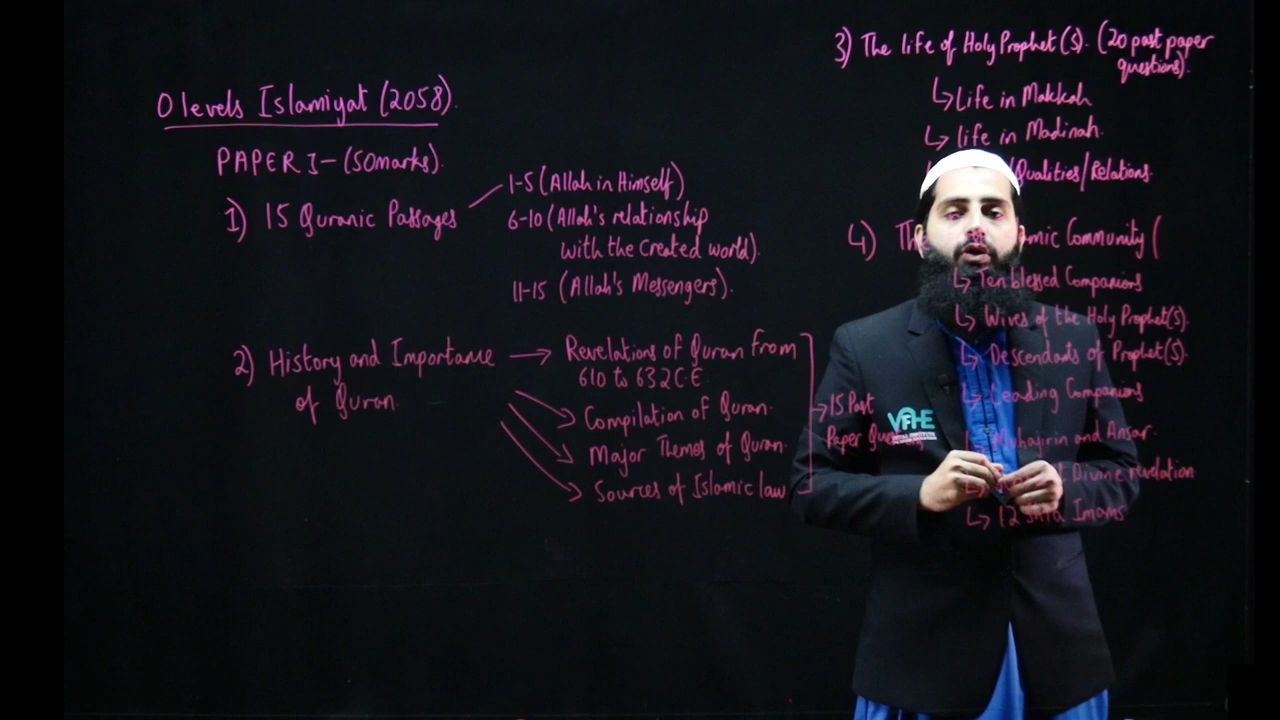 O levels Islamiyat (2058).
PAPER I - (50marks).
1) 15 Quranic Passages
1-5 (Allah in Himself)
6-10 (Allah's relationship
with the created world).
11-15 (Allah's Messengers).
2) History and Importance
of Quran.
Revelations of Quran from
610 to 632 C.E.
Compilation of Quran.
Major Themes of Quran.
Sources of Islamic law
15 Past
Paper
3) The life of Holy Prophet(S). (20 past paper
questions).
Life in Makkah
life in Madinah.
Qualities/Relations.
4) Community (
Ten blessed Companions
Wives of the Holy Prophet(S).
Descendants of Prophet(S).
Leading Companions
Muhajirin and Ansar.
Divine revelation
12 Imams
VFHE